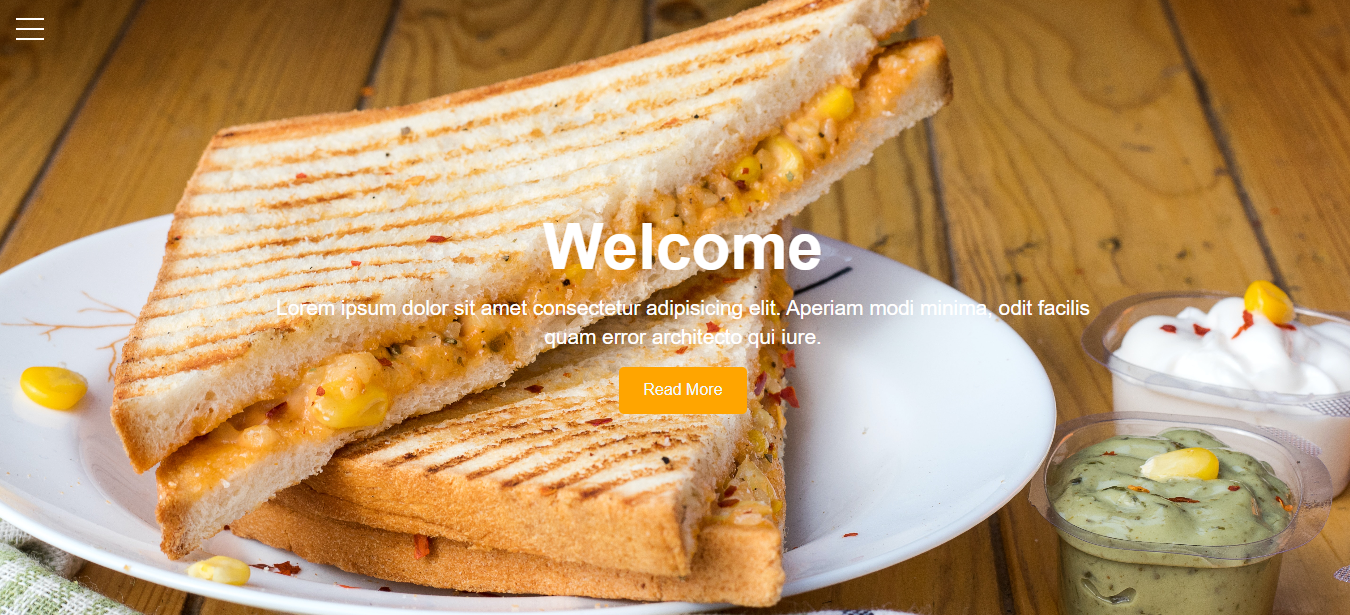 Welcome
Lorem ipsum dolor sit amet consectetur adipisicing elit. Aperiam modi minima, odit facilis
quam error architecto qui iure.
Read More